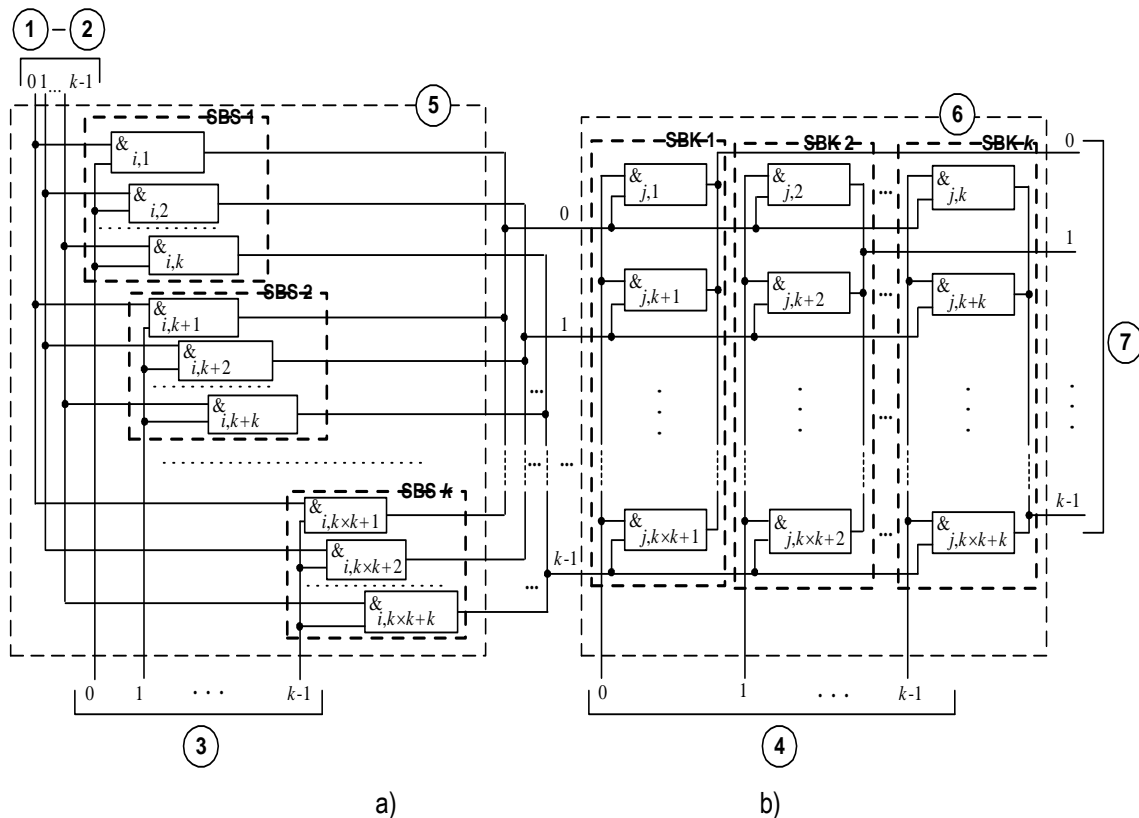 1 – 2
0 1 ... k-1
5
SBS 1
& i,1
& i,2
& i,k
SBS 2
& i,k+1
& i,k+2
& i,k+k
SBS k
& i,k×k+1
& i,k×k+2
& i,k×k+k
0 1 . . . k-1
3
a)
0
1
...
... ...
k-1
...
6
SBK 1 SBK 2 SBK k
0
& j,1
& j,2
...
& j,k
1
& j,k+1
& j,k+2
...
& j,k+k
7
...
& j,k×k+1
& j,k×k+2
...
& j,k×k+k
k-1
0 1 . . . k-1
4
b)